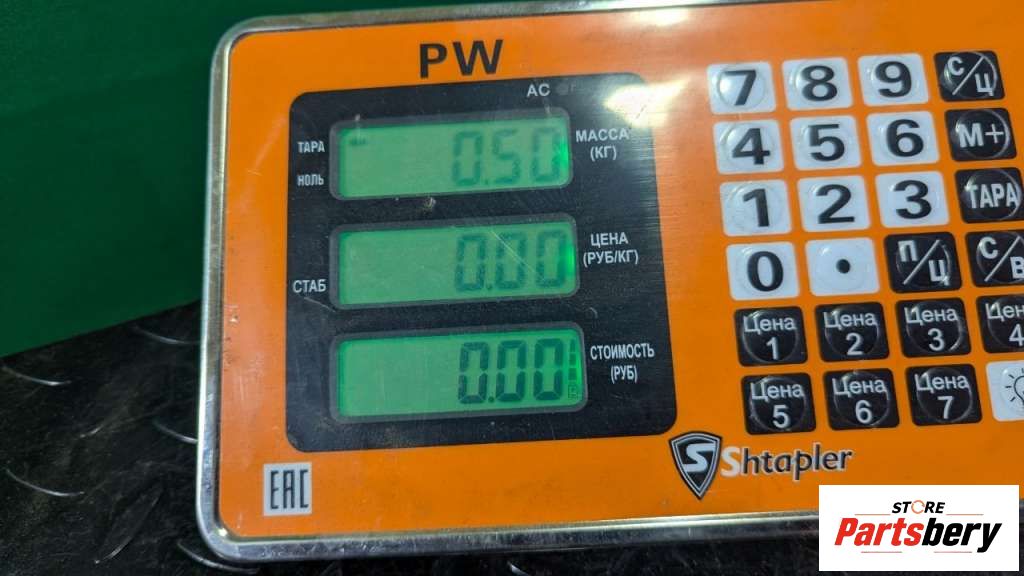 PW
AC
ТАРА
НОЛЬ
0.50
МАССА
(КГ)
СТАБ
0.00
ЦЕНА
(РУБ/КГ)
0.00
СТОИМОСТЬ
(РУБ)
7 8 9 С/Ц
4 5 6 М+
1 2 3 ТАРА
0 . П/Ц С/В
Цена 1
Цена 2
Цена 3
Цена 5
Цена 6
Цена 7
EAC
S Shtapler
STORE
Partsbery